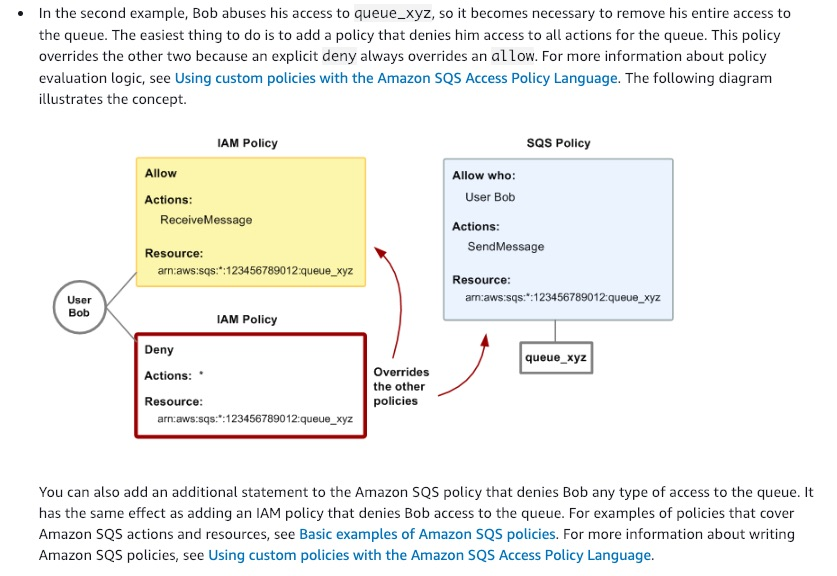 • In the second example, Bob abuses his access to queue_xyz, so it becomes necessary to remove his entire access to
the queue. The easiest thing to do is to add a policy that denies him access to all actions for the queue. This policy
overrides the other two because an explicit deny always overrides an allow. For more information about policy
evaluation logic, see Using custom policies with the Amazon SQS Access Policy Language. The following diagram
illustrates the concept.
IAM Policy
Allow
Actions:
ReceiveMessage
Resource:
arn:aws:sqs:*:123456789012:queue_xyz
User
Bob
IAM Policy
Deny
Actions: *
Resource:
arn:aws:sqs:*:123456789012:queue_xyz
Overrides
the other
policies
SQS Policy
Allow who:
User Bob
Actions:
SendMessage
Resource:
arn:aws:sqs:*:123456789012:queue_xyz
queue_xyz
You can also add an additional statement to the Amazon SQS policy that denies Bob any type of access to the queue. It
has the same effect as adding an IAM policy that denies Bob access to the queue. For examples of policies that cover
Amazon SQS actions and resources, see Basic examples of Amazon SQS policies. For more information about writing
Amazon SQS policies, see Using custom policies with the Amazon SQS Access Policy Language.